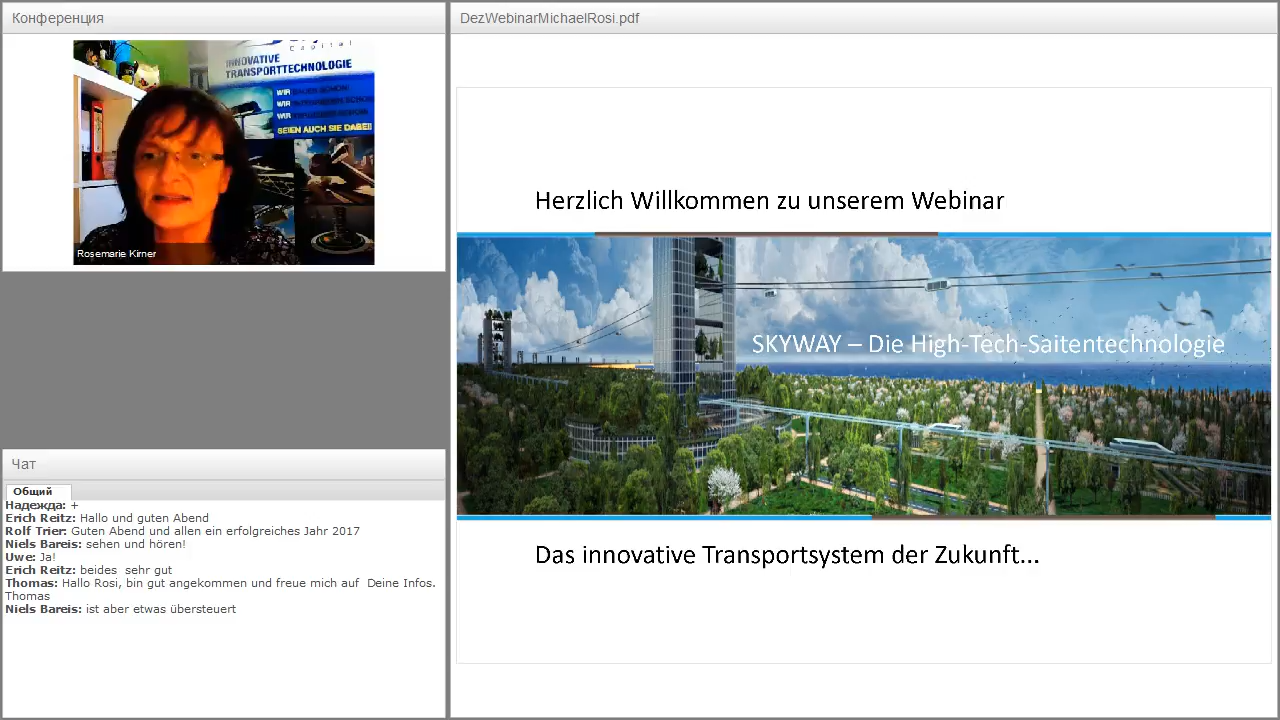 Конференция
Capital
INNOVATIVE
TRANSPORTTECHNOLOGIE
WIR
WIR
WIR
SEIEN AUCH SIE DABEI!
Rosemarie Kirner
Чат
Общий
Надежда: +
Erich Reitz: Hallo und guten Abend
Rolf Trier: Guten Abend und allen ein erfolgreiches Jahr 2017
Niels Bareis: sehen und hören!
Uwe: Ja!
Erich Reitz: beides  sehr gut
Thomas: Hallo Rosi, bin gut angekommen und freue mich auf  Deine Infos.
Thomas
Niels Bareis: ist aber etwas übersteuert
DezWebinarMichaelRosi.pdf
Herzlich Willkommen zu unserem Webinar
SKYWAY – Die High-Tech-Saitentechnologie
Das innovative Transportsystem der Zukunft...